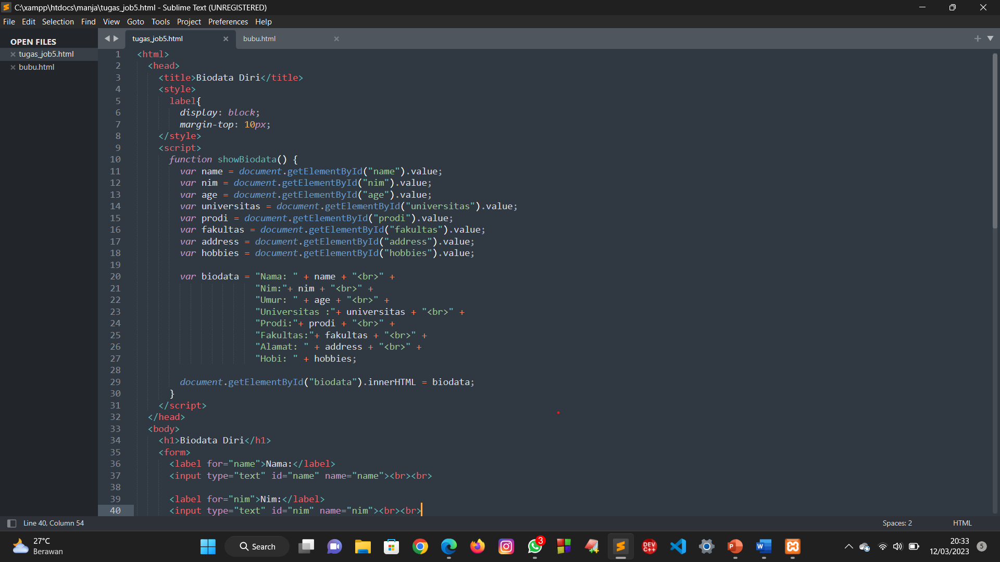 C:\xampp\htdocs\manja\tugas_job5.html - Sublime Text (UNREGISTERED)
File Edit Selection Find View Goto Tools Project Preferences Help
OPEN FILES
tugas_job5.html
bubu.html
tugas_job5.html
bubu.html
1 <html>
2 <head>
3 <title>Biodata Diri</title>
4 <style>
5 label{
6 display: block;
7 margin-top: 10px;
8 </style>
9 <script>
10 function showBiodata() {
11 var name = document.getElementById("name").value;
12 var nim = document.getElementById("nim").value;
13 var age = document.getElementById("age").value;
14 var universitas = document.getElementById("universitas").value;
15 var prodi = document.getElementById("prodi").value;
16 var fakultas = document.getElementById("fakultas").value;
17 var address = document.getElementById("address").value;
18 var hobbies = document.getElementById("hobbies").value;
19
20 var biodata = "Nama: " + name + "<br>" +
21 "Nim:"+ nim + "<br>" +
22 "Umur: " + age + "<br>" +
23 "Universitas :"+ universitas + "<br>" +
24 "Prodi:"+ prodi + "<br>" +
25 "Fakultas:"+ fakultas + "<br>" +
26 "Alamat: " + address + "<br>" +
27 "Hobi: " + hobbies;
28
29 document.getElementById("biodata").innerHTML = biodata;
30 }
31 </script>
32 </head>
33 <body>
34 <h1>Biodata Diri</h1>
35 <form>
36 <label for="name">Nama:</label>
37 <input type="text" id="name" name="name"><br><br>
38
39 <label for="nim">Nim:</label>
40 <input type="text" id="nim" name="nim"><br><br>
Line 40, Column 54
Spaces: 2
HTML
27°C
Berawan
Search
3
DEV
C++
P
W
20:33
12/03/2023
5